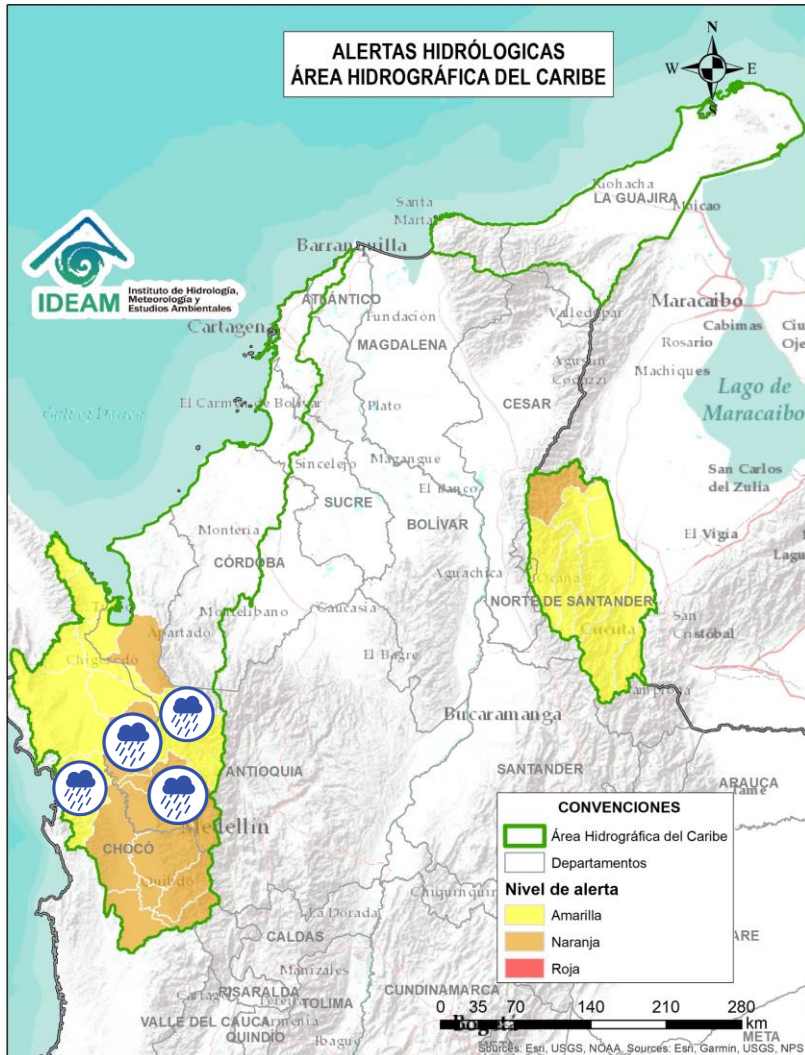 ALERTAS HIDRÓLOGICAS
ÁREA HIDROGRÁFICA DEL CARIBE
N
W
E
S
Riohacha
LA GUAJIRA
Maicao
Santa
Marta
Barranquilla
IDEAM
Instituto de Hidrología,
Meteorología y
Estudios Ambientales
ATLÁNTICO
Maracaibo
Fundación
Valledupar
Cabimas
Cartagen
MAGDALENA
Rosario
Machiques
Agustín
Codazzi
CESAR
Lago de
Maracaibo
El Carmen de Bolívar
Plato
Sincelejo
Magangue
San Carlos
del Zulia
SUCRE
El Banco
BOLÍVAR
El Vigía
Montería
CÓRDOBA
Aguachica
Ocaña
NORTE DE SANTANDER
Montelibano
Caucasia
San
Cristóbal
Cucuta
Apartado
Chigorodo
El Bagre
Pamplona
Bucaramanga
ANTIOQUIA
SANTANDER
ARAUCA
Medellín
CHOCÓ
Quibdó
CONVENCIONES
Área Hidrográfica del Caribe
Departamentos
Nivel de alerta
Amarilla
Naranja
Roja
La Dorada
CALDAS
Manizales
RISARALDA
TOLIMA
CUNDINAMARCA
VALLE DEL CAUCA
Armenia
QUINDÍO
Ibague
Bogotá
0 35 70 140 210 280
km
META
Sources: Esri, USGS, NOAA, Sources: Esri, Garmin, USGS, NPS